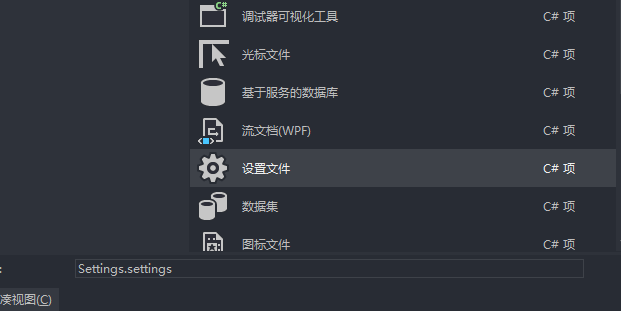 C#
调试器可视化工具 C# 项
光标文件 C# 项
基于服务的数据库 C# 项
流文档(WPF) C# 项
设置文件 C# 项
数据集 C# 项
图标文件 C# 项
: Settings.settings
凑视图(C)